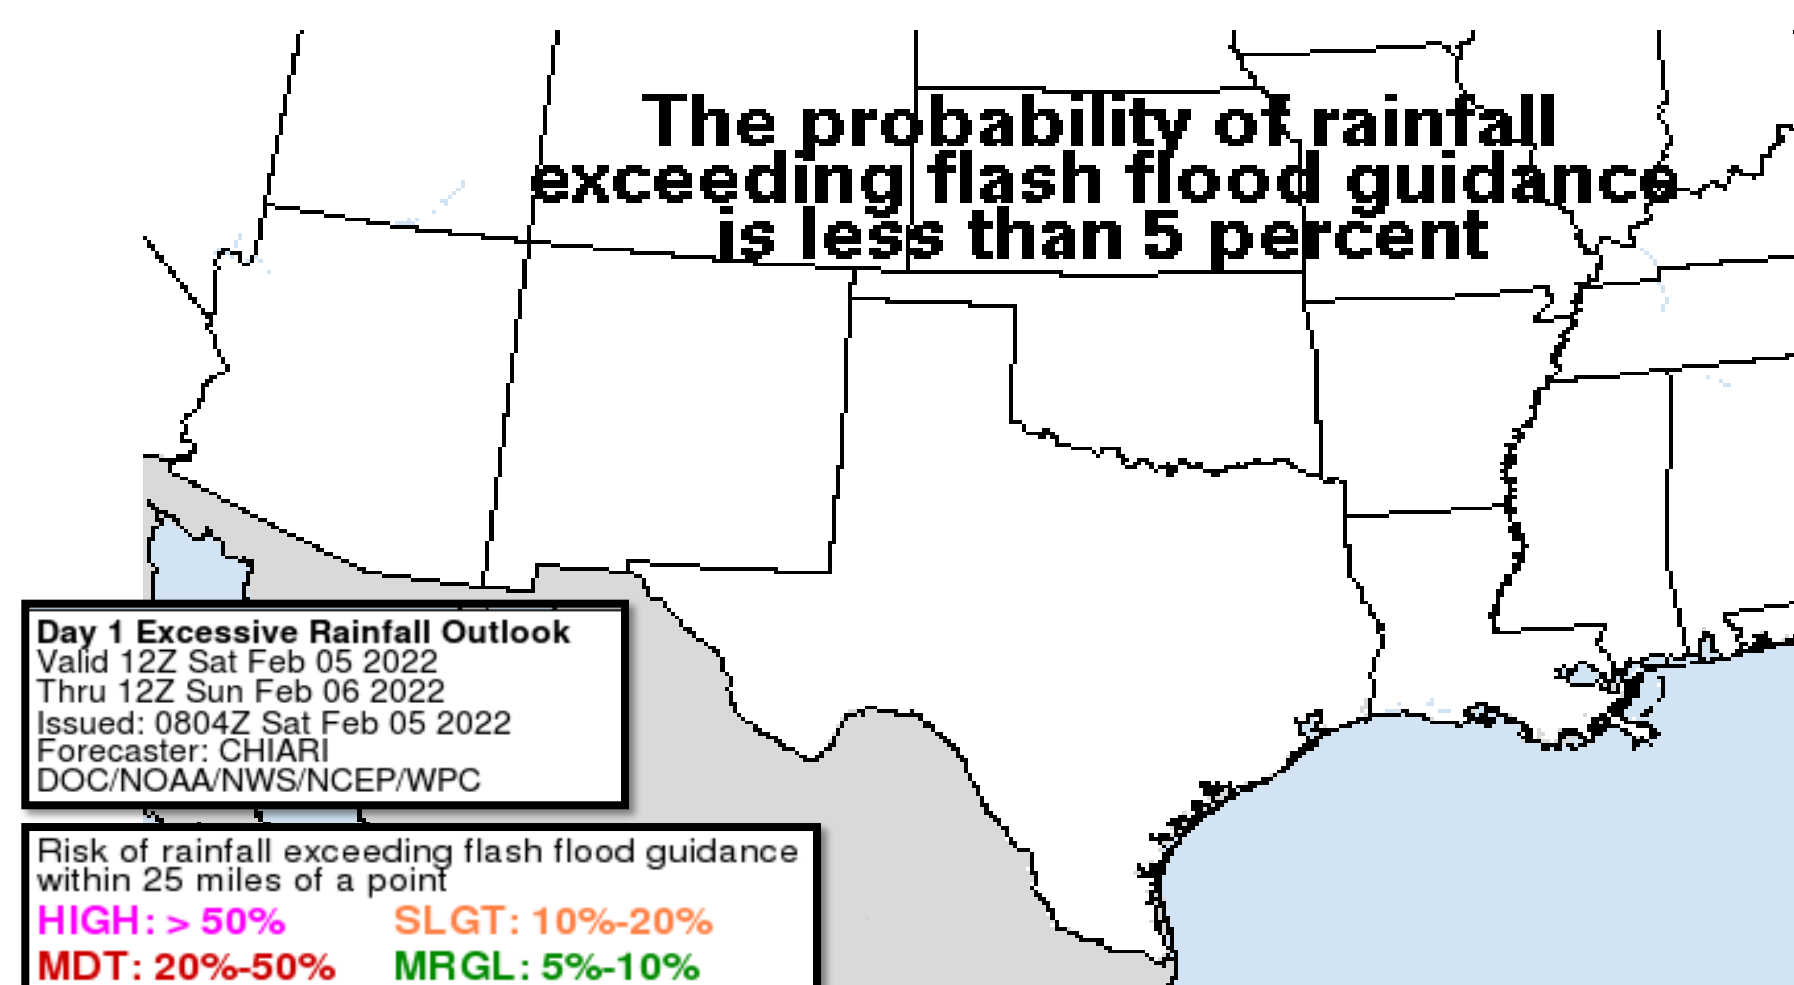 The probability of rainfall
exceeding flash flood guidance
is less than 5 percent
Day 1 Excessive Rainfall Outlook
Valid 12Z Sat Feb 05 2022
Thru 12Z Sun Feb 06 2022
Issued: 0804Z Sat Feb 05 2022
Forecaster: CHIARI
DOC/NOAA/NWS/NCEP/WPC
Risk of rainfall exceeding flash flood guidance
within 25 miles of a point
HIGH: > 50% SLGT: 10%-20%
MDT: 20%-50% MRGL: 5%-10%